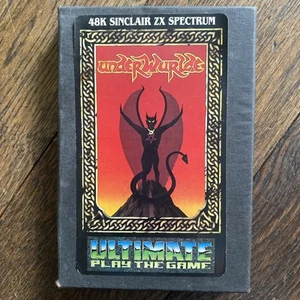 48K SINCLAIR ZX SPECTRUM
underwurlde
ULTIMATE
PLAY THE GAME